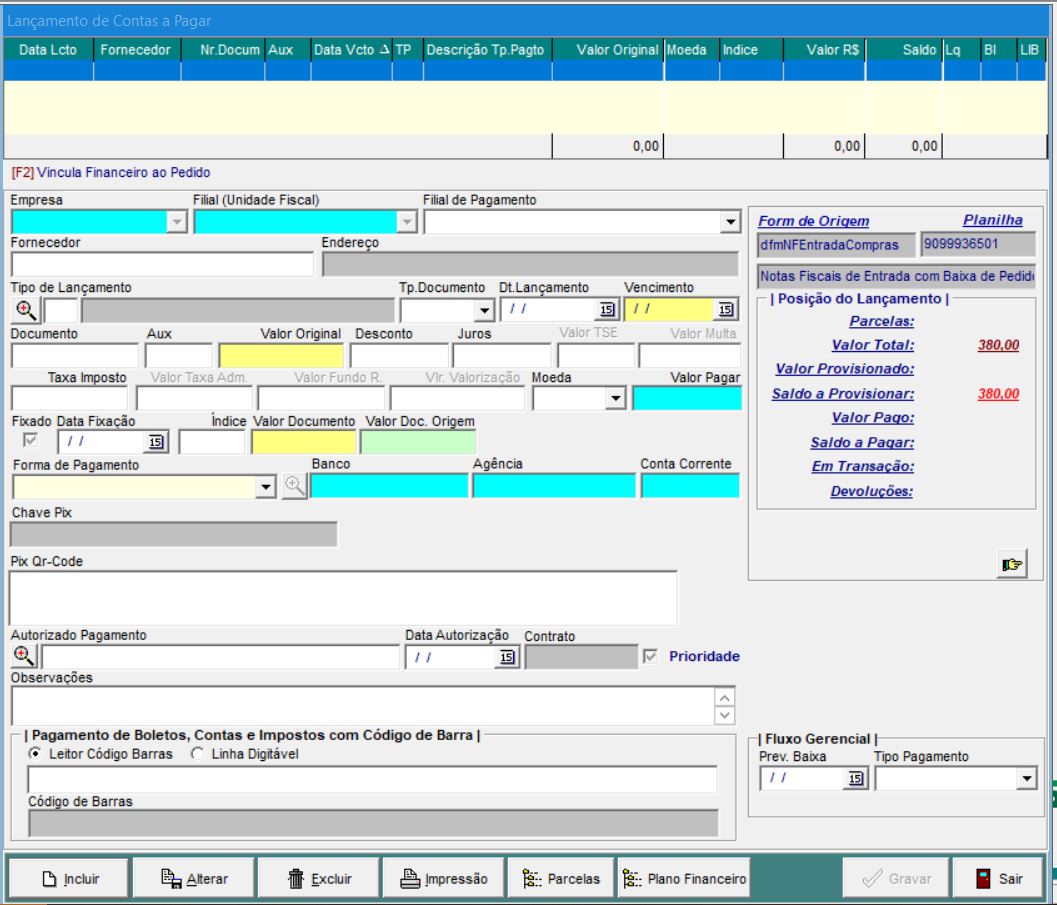 Lançamento de Contas a Pagar
Data Lcto Fornecedor Nr.Docum Aux Data Vcto TP Descrição Tp.Pagto Valor Original Moeda Indice Valor R$ Saldo Lq Bl LIB
0,00 0,00 0,00
[F2] Vincula Financeiro ao Pedido
Empresa Filial (Unidade Fiscal) Filial de Pagamento
Form de Origem Planilha
dfmNFEntradaCompras 9099936501
Fornecedor Endereço
Notas Fiscais de Entrada com Baixa de Pedido
Tipo de Lançamento Tp.Documento Dt.Lançamento Vencimento
/ / 15 / / 15
Documento Aux Valor Original Desconto Juros Valor TSE Valor Multa
Taxa Imposto Valor Taxa Adm. Valor Fundo R. Vlr. Valorização Moeda Valor Pagar
Fixado Data Fixação Índice Valor Documento Valor Doc. Origem
/ / 15
Forma de Pagamento Banco Agência Conta Corrente
| Posição do Lançamento |
Parcelas:
Valor Total: 380,00
Valor Provisionado:
Saldo a Provisionar: 380,00
Valor Pago:
Saldo a Pagar:
Em Transação:
Devoluções:
Chave Pix
Pix Qr-Code
Autorizado Pagamento Data Autorização Contrato
/ / 15 Prioridade
Observações
| Pagamento de Boletos, Contas e Impostos com Código de Barra |
Leitor Código Barras Linha Digitável
Código de Barras
| Fluxo Gerencial |
Prev. Baixa Tipo Pagamento
/ / 15
Incluir Alterar Excluir Impressão Parcelas Plano Financeiro Gravar Sair